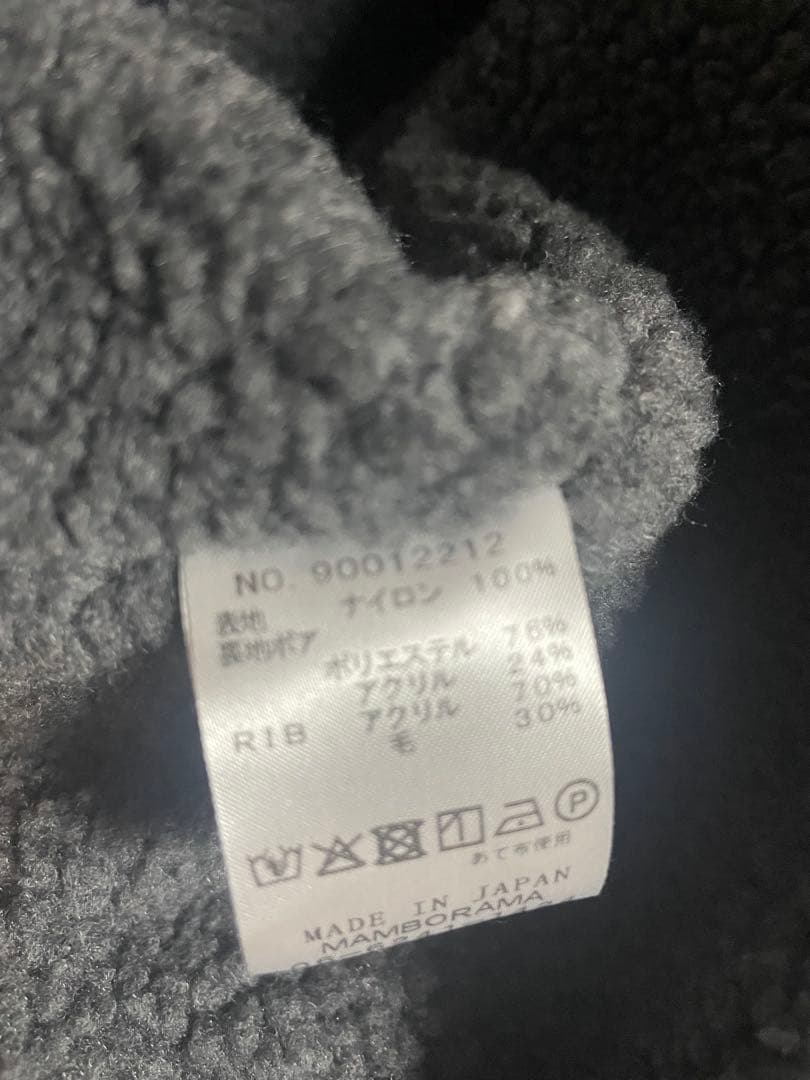 NO. 90012212
表地 ナイロン 100%
裏地ボア
ポリエステル 76%
アクリル 24%
RIB アクリル 70%
毛 30%
P
あて布使用
MADE IN JAPAN
MAMBORAMA